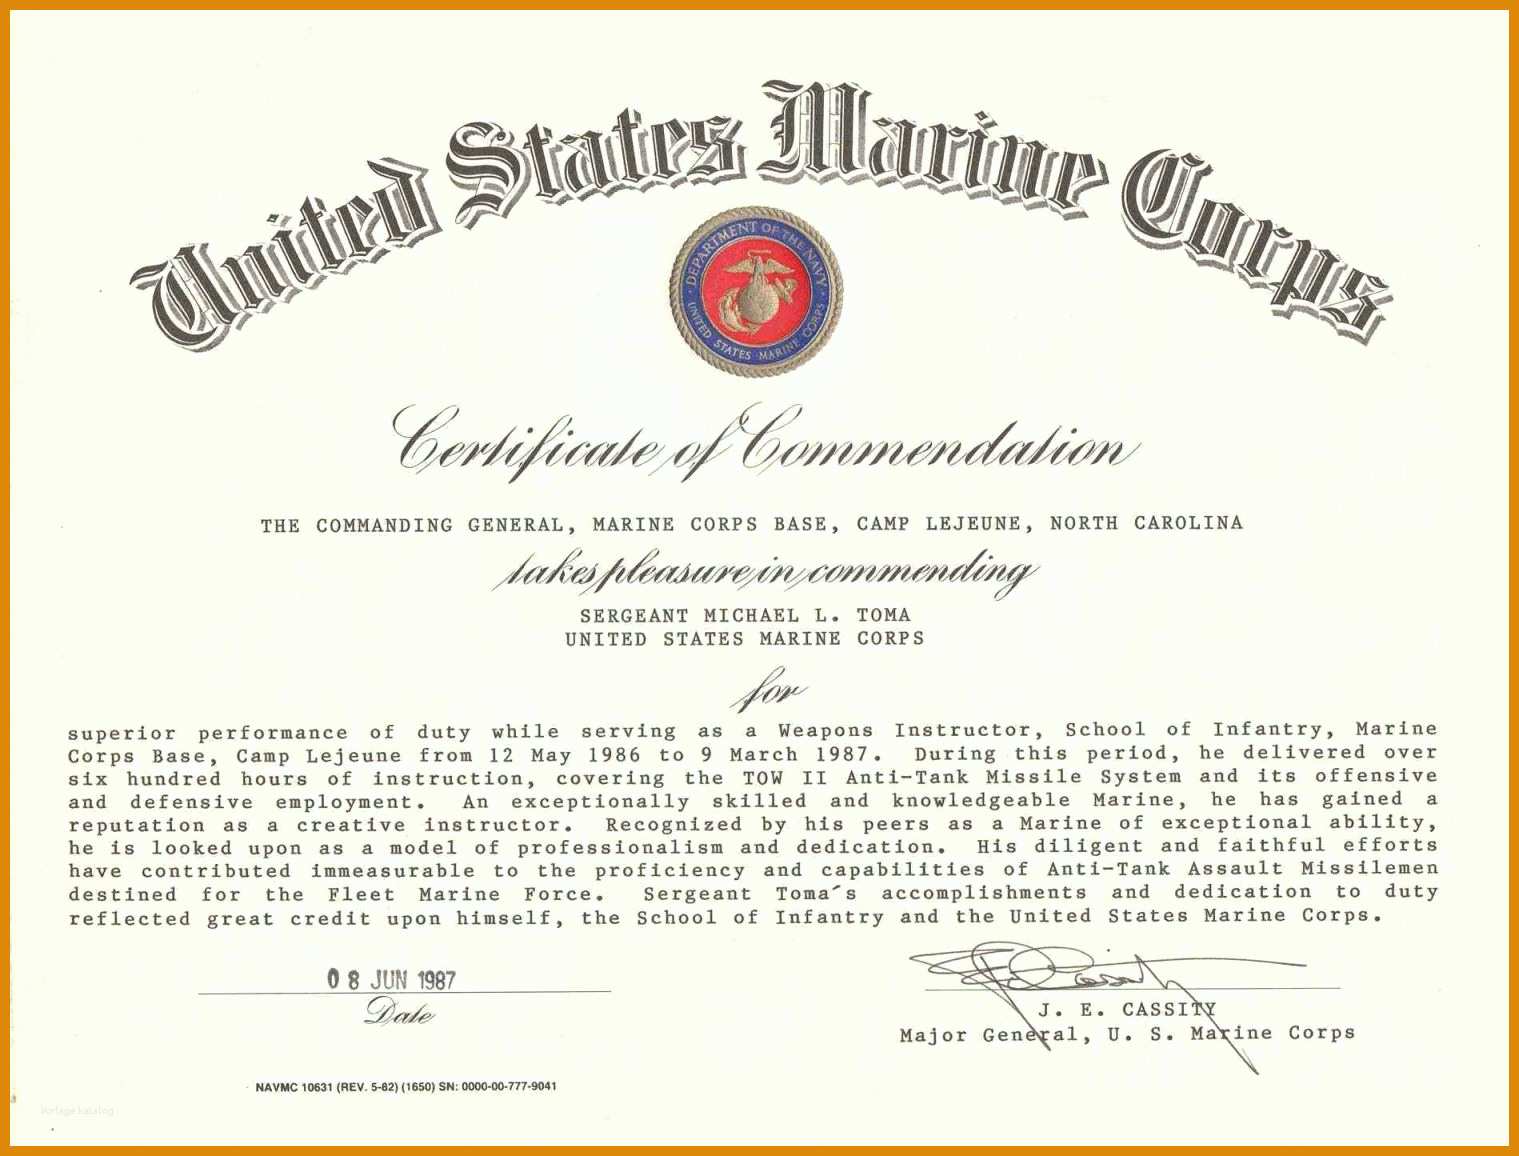 United States Marine Corps
DEPARTMENT OF THE NAVY
UNITED STATES MARINE CORPS
Certificate of Commendation
THE COMMANDING GENERAL, MARINE CORPS BASE, CAMP LEJEUNE, NORTH CAROLINA
takes pleasure in commending
SERGEANT MICHAEL L. TOMA
UNITED STATES MARINE CORPS
for
superior performance of duty while serving as a Weapons Instructor, School of Infantry, Marine
Corps Base, Camp Lejeune from 12 May 1986 to 9 March 1987. During this period, he delivered over
six hundred hours of instruction, covering the TOW II Anti-Tank Missile System and its offensive
and defensive employment. An exceptionally skilled and knowledgeable Marine, he has gained a
reputation as a creative instructor. Recognized by his peers as a Marine of exceptional ability,
he is looked upon as a model of professionalism and dedication. His diligent and faithful efforts
have contributed immeasurable to the proficiency and capabilities of Anti-Tank Assault Missilemen
destined for the Fleet Marine Force. Sergeant Toma´s accomplishments and dedication to duty
reflected great credit upon himself, the School of Infantry and the United States Marine Corps.
08 JUN 1987
Date
J. E. CASSITY
Major General, U. S. Marine Corps
NAVMC 10631 (REV. 5-82) (1650) SN: 0000-00-777-9041
vorlage katalog